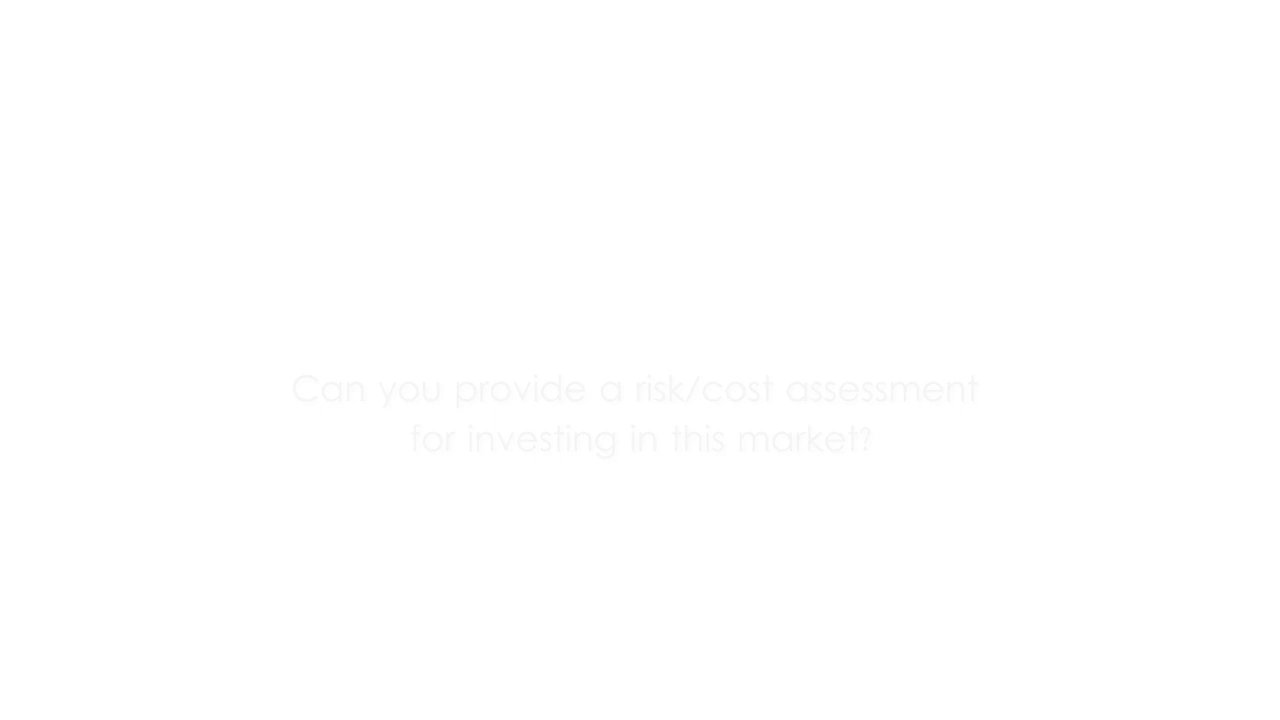 Can you provide a risk/cost assessment
for investing in this market?